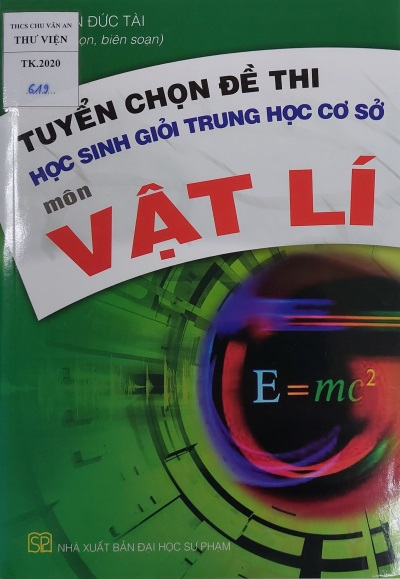 THCS CHU VĂN AN
THƯ VIỆN
TK.2020
619
ĐỨC TÀI
biên soạn)
TUYỂN CHỌN ĐỀ THI
HỌC SINH GIỎI TRUNG HỌC CƠ SỞ
môn
VẬT LÍ
E=mc²
SP
NHÀ XUẤT BẢN ĐẠI HỌC SƯ PHẠM